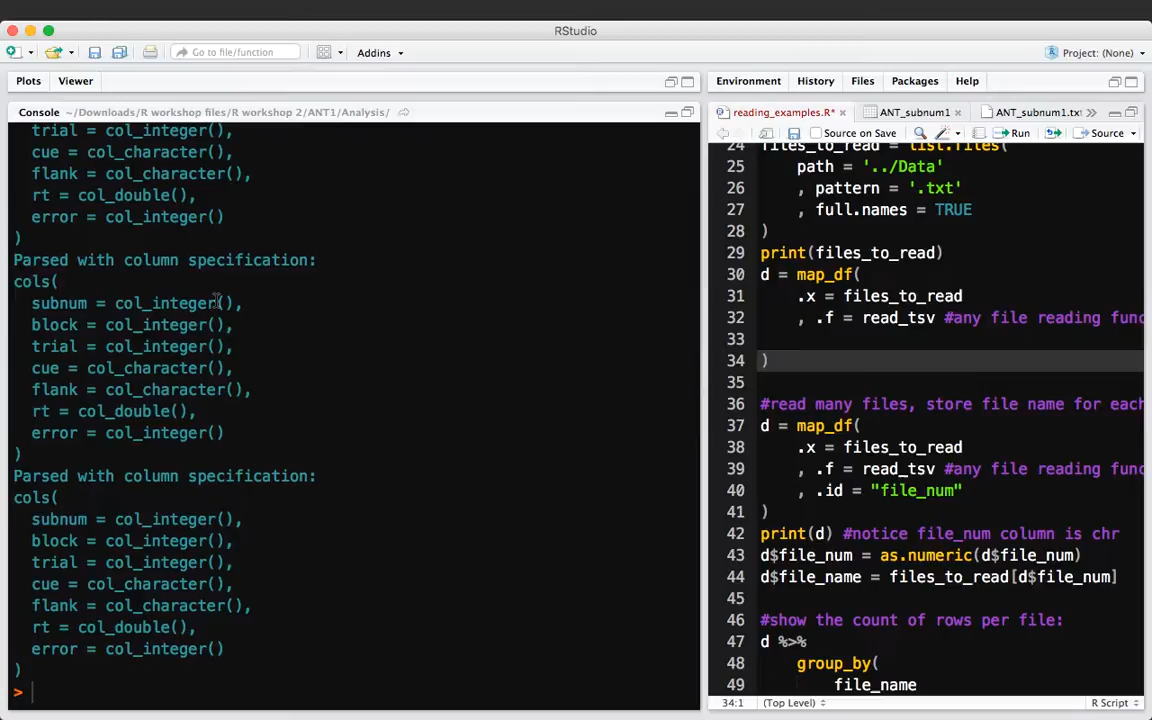 RStudio
Go to file/function
Addins
Project: (None)
Plots Viewer
Console ~/Downloads/R workshop files/R workshop 2/ANT1/Analysis/
trial = col_integer(),
cue = col_character(),
flank = col_character(),
rt = col_double(),
error = col_integer()
)
Parsed with column specification:
cols(
subnum = col_integer(),
block = col_integer(),
trial = col_integer(),
cue = col_character(),
flank = col_character(),
rt = col_double(),
error = col_integer()
)
Parsed with column specification:
cols(
subnum = col_integer(),
block = col_integer(),
trial = col_integer(),
cue = col_character(),
flank = col_character(),
rt = col_double(),
error = col_integer()
)
>
Environment History Files Packages Help
reading_examples.R* × ANT_subnum1 × ANT_subnum1.txt
Source on Save Run Source
24 files_to_read = list.files(
25 path = '../Data'
26 , pattern = '.txt'
27 , full.names = TRUE
28 )
29 print(files_to_read)
30 d = map_df(
31 .x = files_to_read
32 , .f = read_tsv #any file reading func
33
34 )
35
36 #read many files, store file name for each
37 d = map_df(
38 .x = files_to_read
39 , .f = read_tsv #any file reading func
40 , .id = "file_num"
41 )
42 print(d) #notice file_num column is chr
43 d$file_num = as.numeric(d$file_num)
44 d$file_name = files_to_read[d$file_num]
45
46 #show the count of rows per file:
47 d %>%
48 group_by(
49 file_name
34:1 (Top Level) R Script